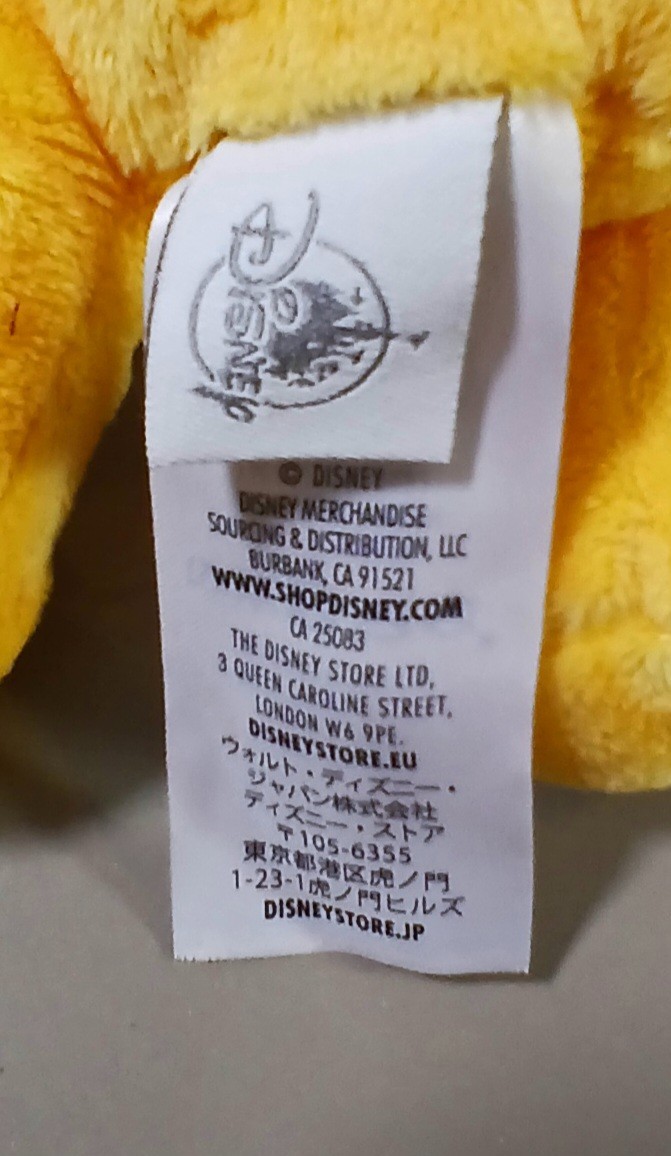 Disney
© DISNEY
DISNEY MERCHANDISE
SOURCING & DISTRIBUTION, LLC
BURBANK, CA 91521
WWW.SHOPDISNEY.COM
CA 25083
THE DISNEY STORE LTD,
3 QUEEN CAROLINE STREET,
LONDON W6 9PE.
DISNEYSTORE.EU
ウォルト・ディズニー・
ジャパン株式会社
ディズニー・ストア
〒105-6355
東京都港区虎ノ門
1-23-1虎ノ門ヒルズ
DISNEYSTORE.JP